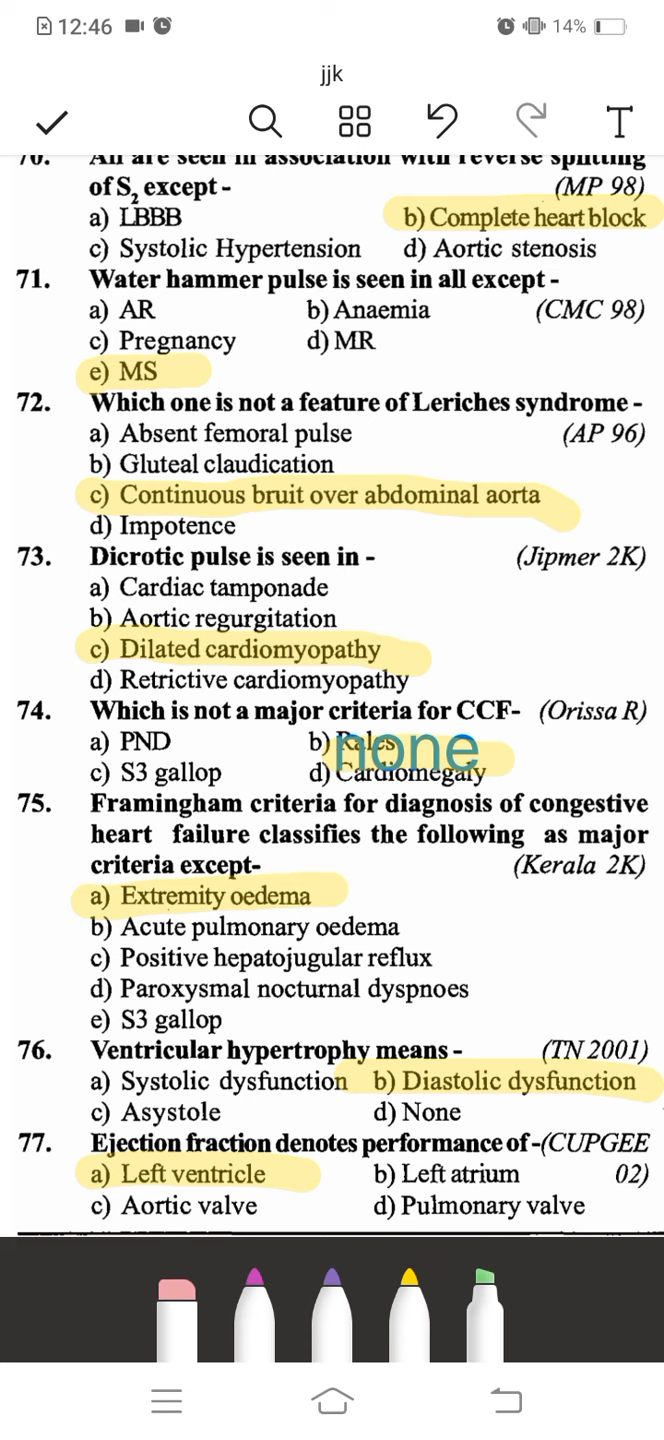 12:46
14%
jjk
T
70. All are seen in association with reverse splitting
of S₂ except - (MP 98)
a) LBBB b) Complete heart block
c) Systolic Hypertension d) Aortic stenosis
71. Water hammer pulse is seen in all except -
a) AR b) Anaemia (CMC 98)
c) Pregnancy d) MR
e) MS
72. Which one is not a feature of Leriches syndrome -
a) Absent femoral pulse (AP 96)
b) Gluteal claudication
c) Continuous bruit over abdominal aorta
d) Impotence
73. Dicrotic pulse is seen in - (Jipmer 2K)
a) Cardiac tamponade
b) Aortic regurgitation
c) Dilated cardiomyopathy
d) Retrictive cardiomyopathy
74. Which is not a major criteria for CCF- (Orissa R)
a) PND b) Rales
none
c) S3 gallop d) Cardiomegaly
75. Framingham criteria for diagnosis of congestive
heart failure classifies the following as major
criteria except- (Kerala 2K)
a) Extremity oedema
b) Acute pulmonary oedema
c) Positive hepatojugular reflux
d) Paroxysmal nocturnal dyspnoes
e) S3 gallop
76. Ventricular hypertrophy means - (TN 2001)
a) Systolic dysfunction b) Diastolic dysfunction
c) Asystole d) None
77. Ejection fraction denotes performance of -(CUPGEE
a) Left ventricle b) Left atrium 02)
c) Aortic valve d) Pulmonary valve